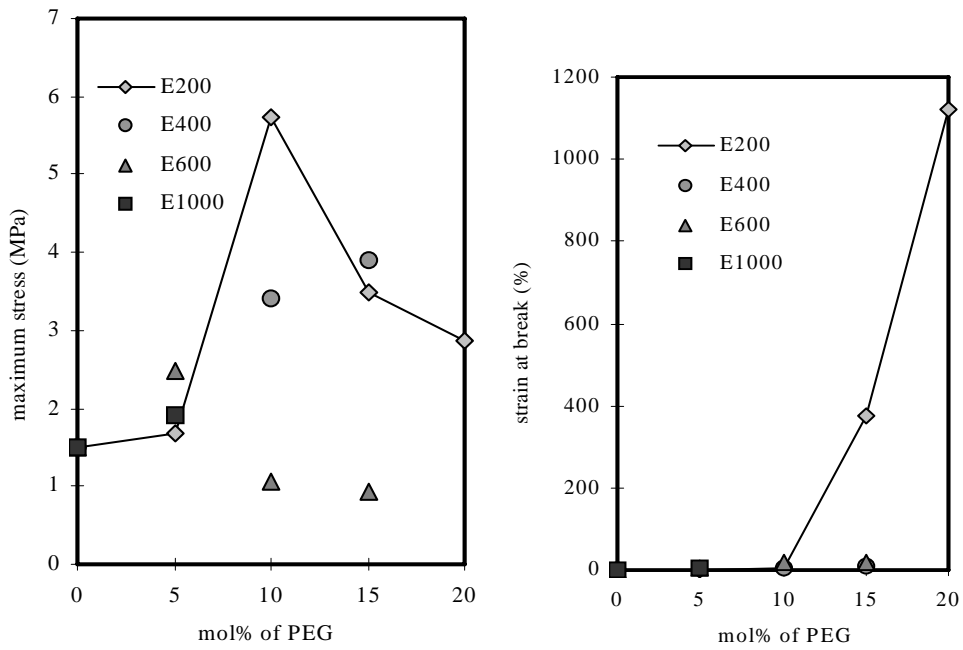 7
6
5
4
3
2
1
0
maximum stress (MPa)
E200
E400
E600
E1000
0 5 10 15 20
mol% of PEG
1200
1000
800
600
400
200
0
strain at break (%)
E200
E400
E600
E1000
0 5 10 15 20
mol% of PEG